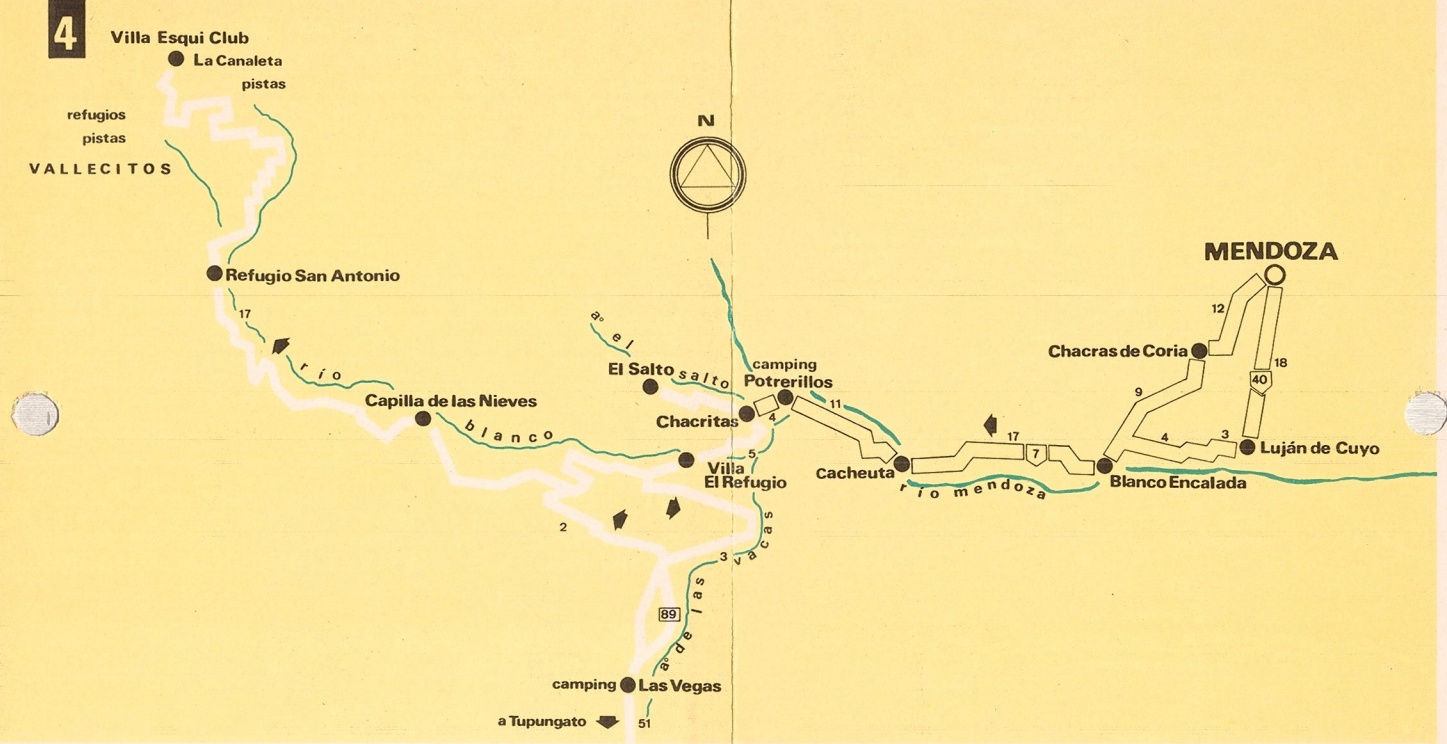 4
Villa Esqui Club
La Canaleta
pistas
refugios
pistas
VALLECITOS
N
MENDOZA
Refugio San Antonio
17
12
aº el
río
Chacras de Coria
camping
18
El Salto
salto
Potrerillos
40
Capilla de las Nieves
11
9
Chacritas
4
blanco
17
4
3
Luján de Cuyo
5
7
Villa
El Refugio
Cacheuta
Blanco Encalada
río mendoza
2
3
aº de las vacas
89
camping
Las Vegas
a Tupungato
51